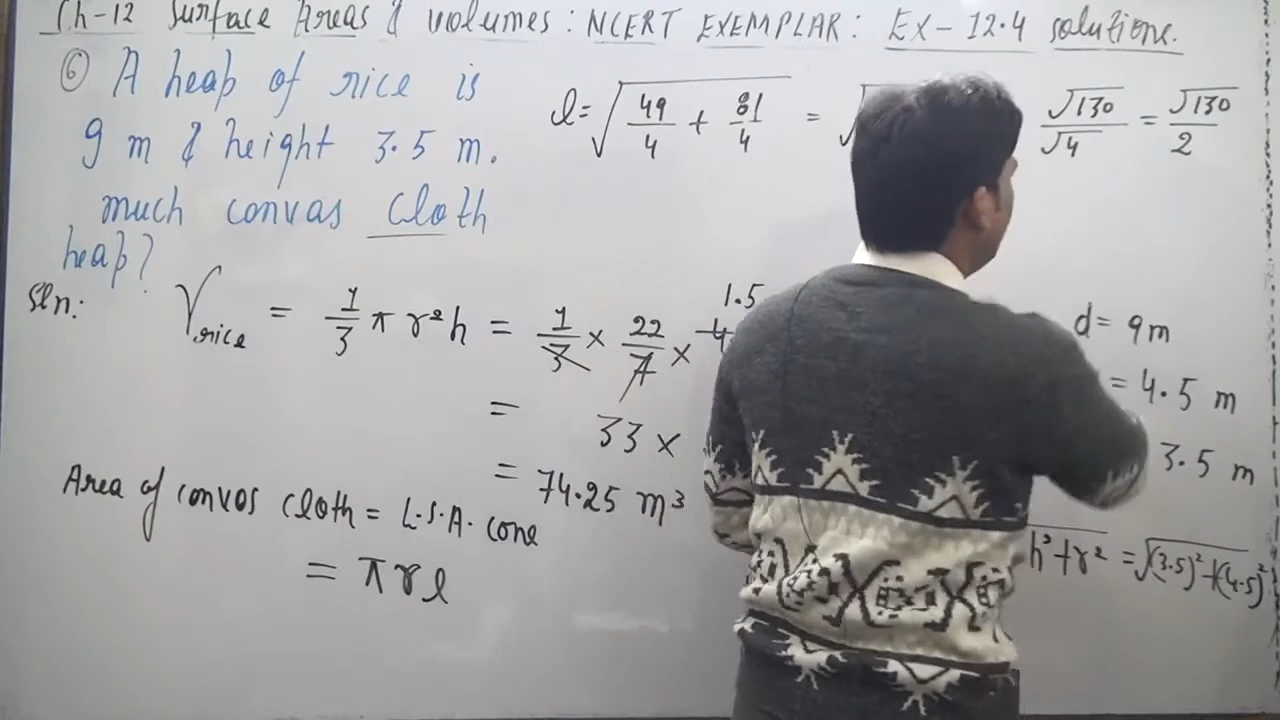 Ch-12 Surface Areas & volumes : NCERT EXEMPLAR : Ex-12.4 solutions.
⑥ A heap of rice is
9 m & height 3.5 m.
much convas cloth
heap?
l = √(49/4 + 81/4) = √ √130/√4 = √130/2
Sln: V rice = 1/3 π r²h = 1/3 × 22/7 × 4 1.5
= 33 ×
= 74.25 m³
d = 9m
= 4.5 m
3.5 m
h² + r² = √(3.5)² + (4.5)²
Area of convas cloth = L.S.A. cone
= π r l